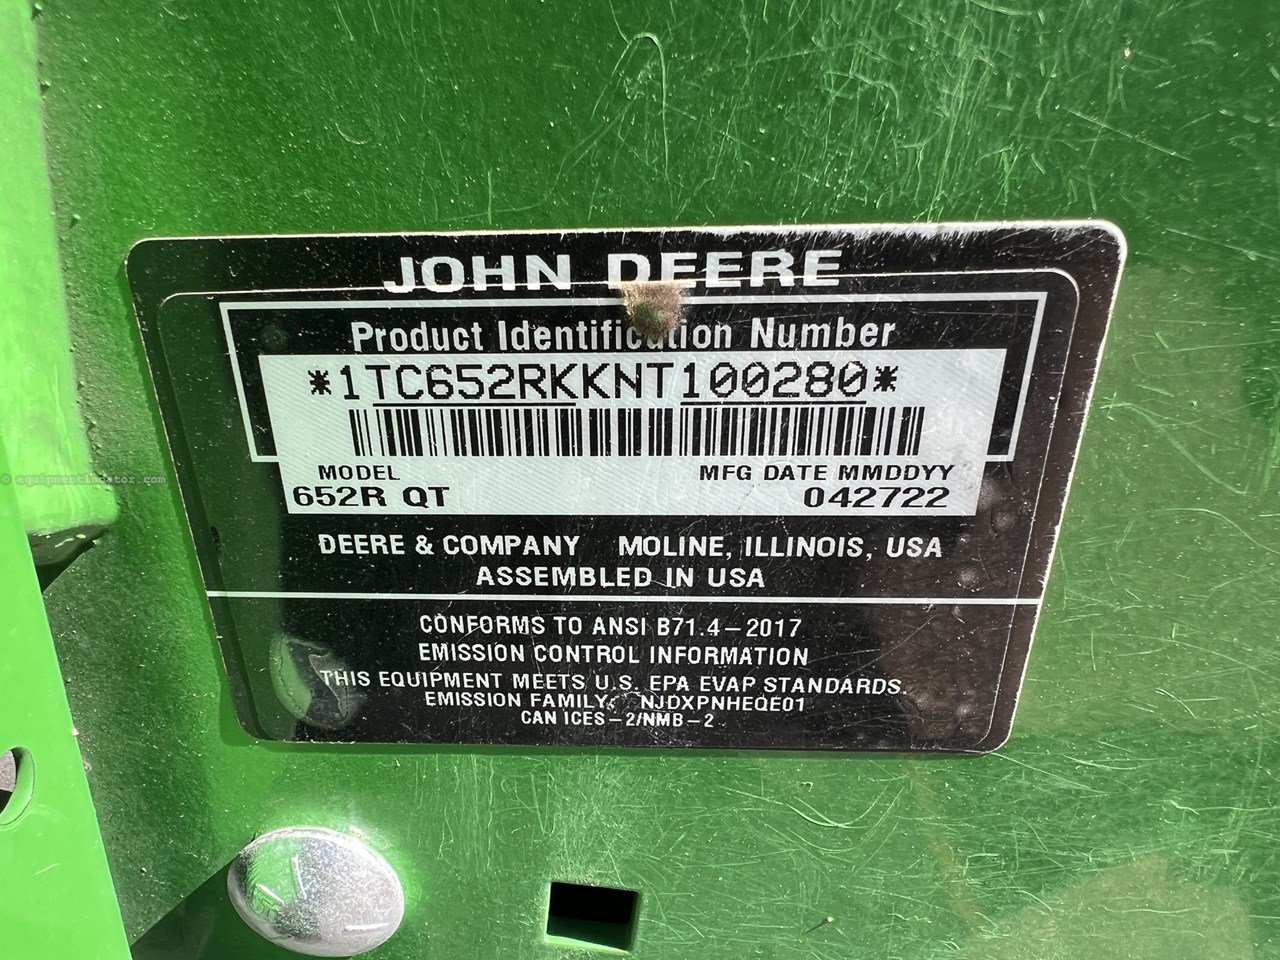 JOHN DEERE
Product Identification Number
*1TC652RKKNT100280*
MODEL MFG DATE MMDDYY
652R QT 042722
DEERE & COMPANY MOLINE, ILLINOIS, USA
ASSEMBLED IN USA
CONFORMS TO ANSI B71.4-2017
EMISSION CONTROL INFORMATION
THIS EQUIPMENT MEETS U.S. EPA EVAP STANDARDS.
EMISSION FAMILY: NJDXPNHEQE01
CAN ICES-2/NMB-2
© equipmentlocator.com